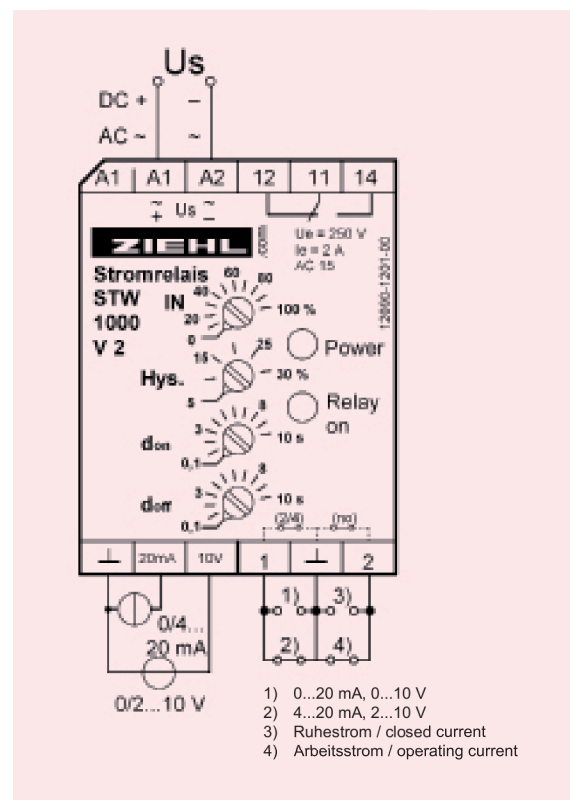 Us
DC + −
AC ~ ~
A1 A1 A2 12 11 14
~ Us ~
+ −
ZIEHL .com
Ue = 250 V
Ie = 2 A
AC 15
12000-1201-00
Stromrelais
STW IN
1000
V 2
0 20 40 60 80 100 %
Power
Hys. 5 15 25 30 %
Relay
on
don 0,1 3 8 10 s
doff 0,1 3 8 10 s
(2/4) (no)
⊥ 20mA 10V 1 ⊥ 2
0/4...
20 mA
0/2...10 V
1) 3)
2) 4)
1) 0...20 mA, 0...10 V
2) 4...20 mA, 2...10 V
3) Ruhestrom / closed current
4) Arbeitsstrom / operating current